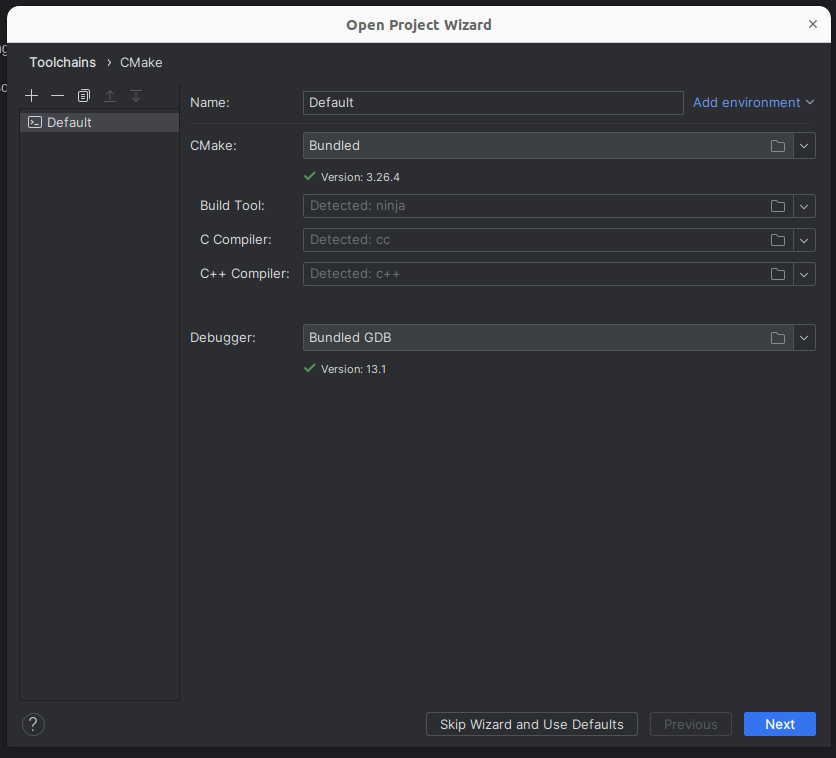 Open Project Wizard
Toolchains › CMake
Default
Name: Default Add environment
CMake: Bundled
Version: 3.26.4
Build Tool: Detected: ninja
C Compiler: Detected: cc
C++ Compiler: Detected: c++
Debugger: Bundled GDB
Version: 13.1
? Skip Wizard and Use Defaults Previous Next